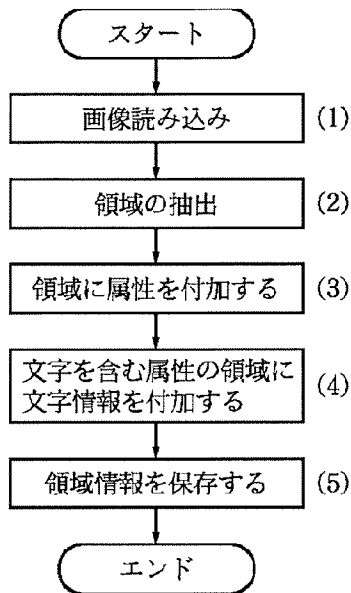 スタート
画像読み込み (1)
領域の抽出 (2)
領域に属性を付加する (3)
文字を含む属性の領域に
文字情報を付加する (4)
領域情報を保存する (5)
エンド